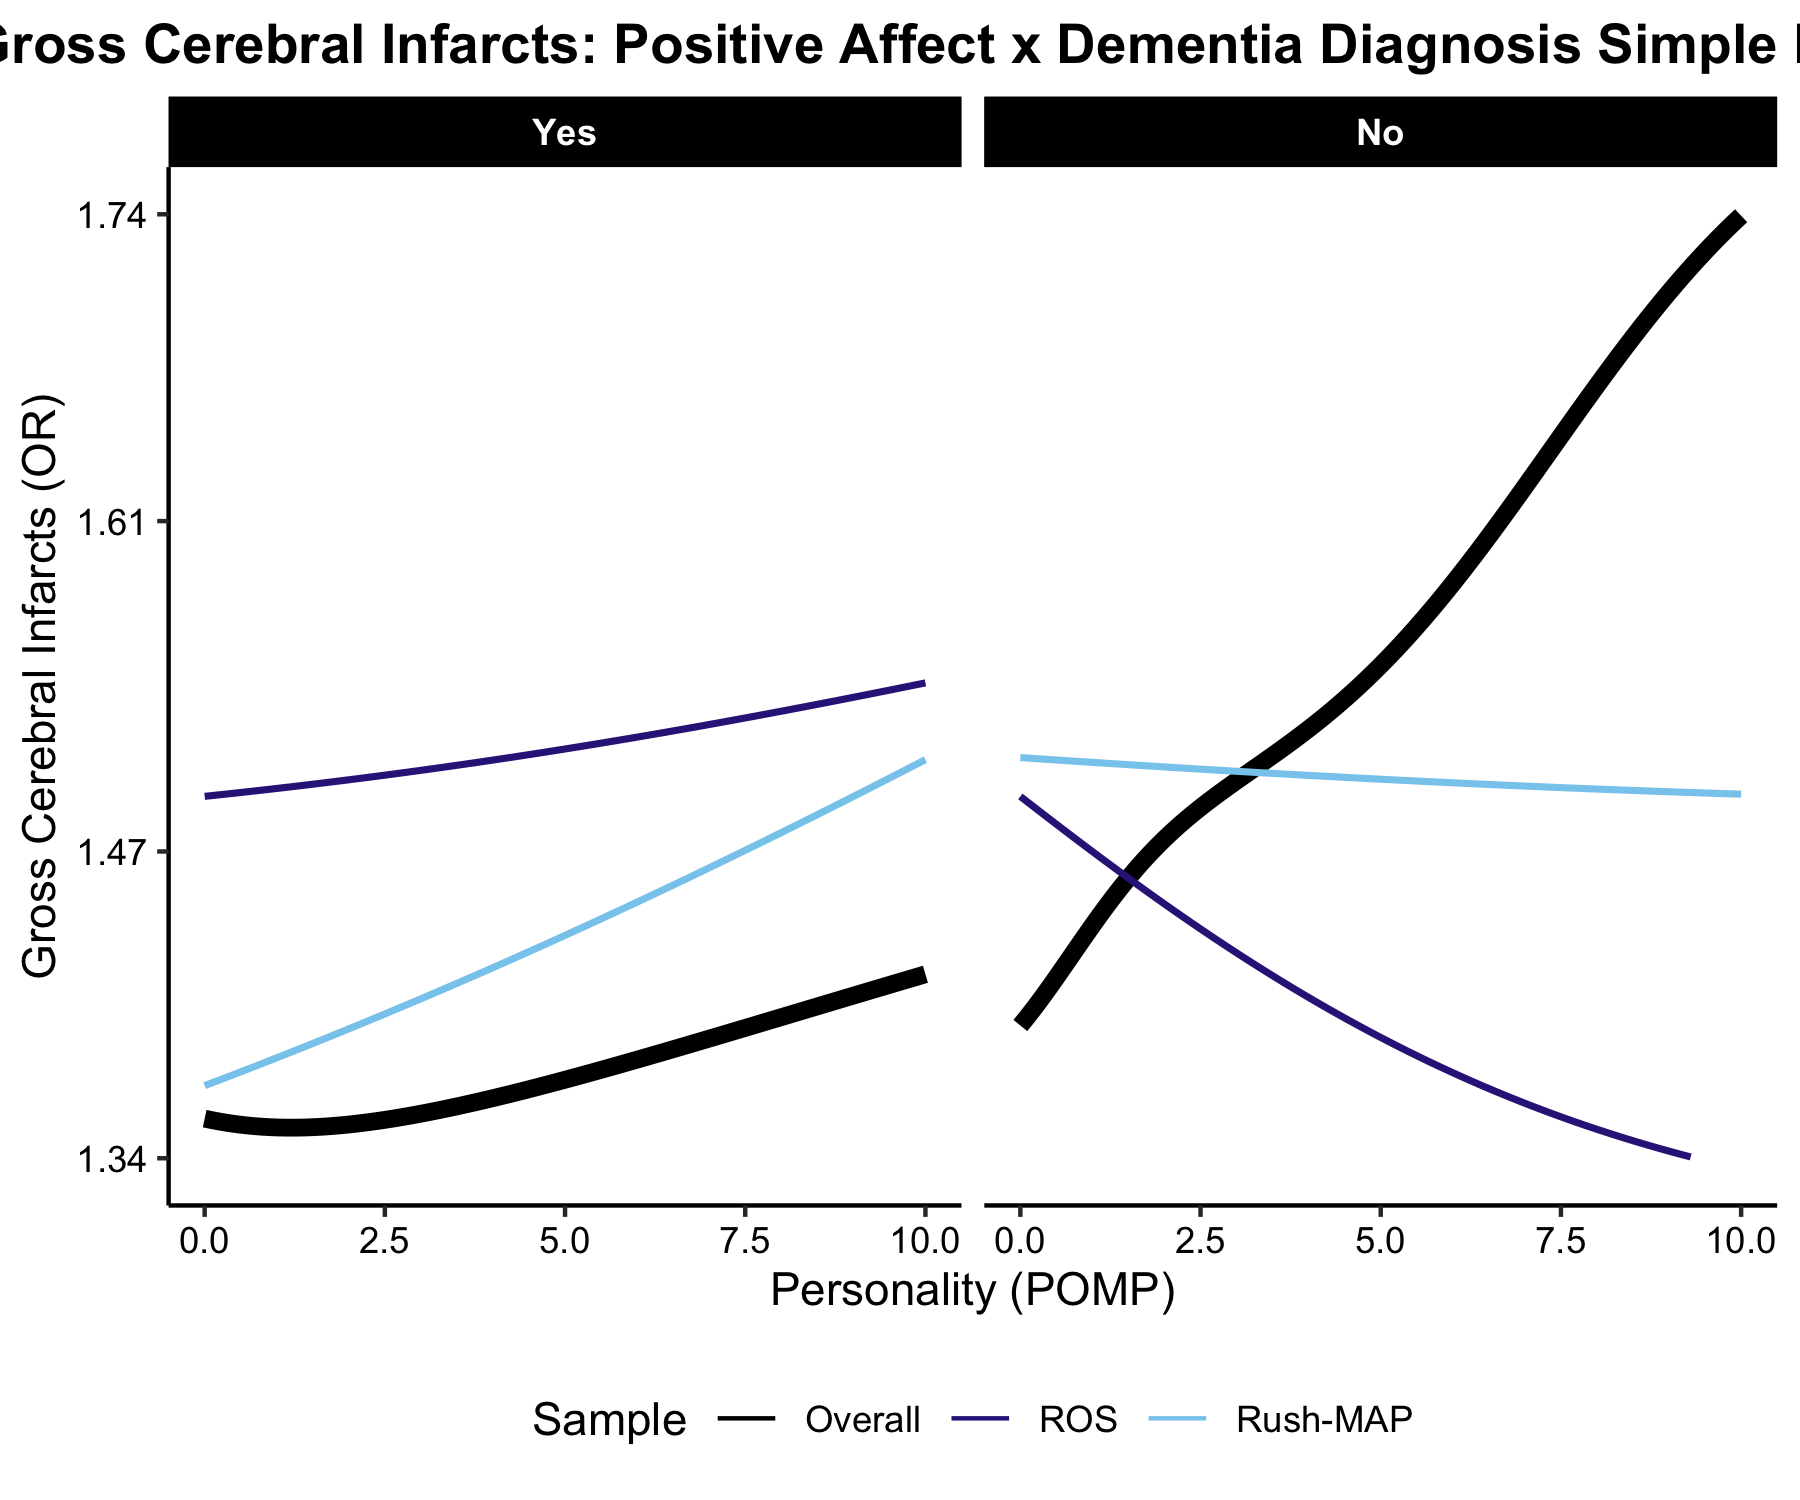 Gross Cerebral Infarcts: Positive Affect x Dementia Diagnosis Simple
Yes
No
Gross Cerebral Infarcts (OR)
1.74
1.61
1.47
1.34
0.0 2.5 5.0 7.5 10.0 0.0 2.5 5.0 7.5 10.0
Personality (POMP)
Sample Overall ROS Rush-MAP